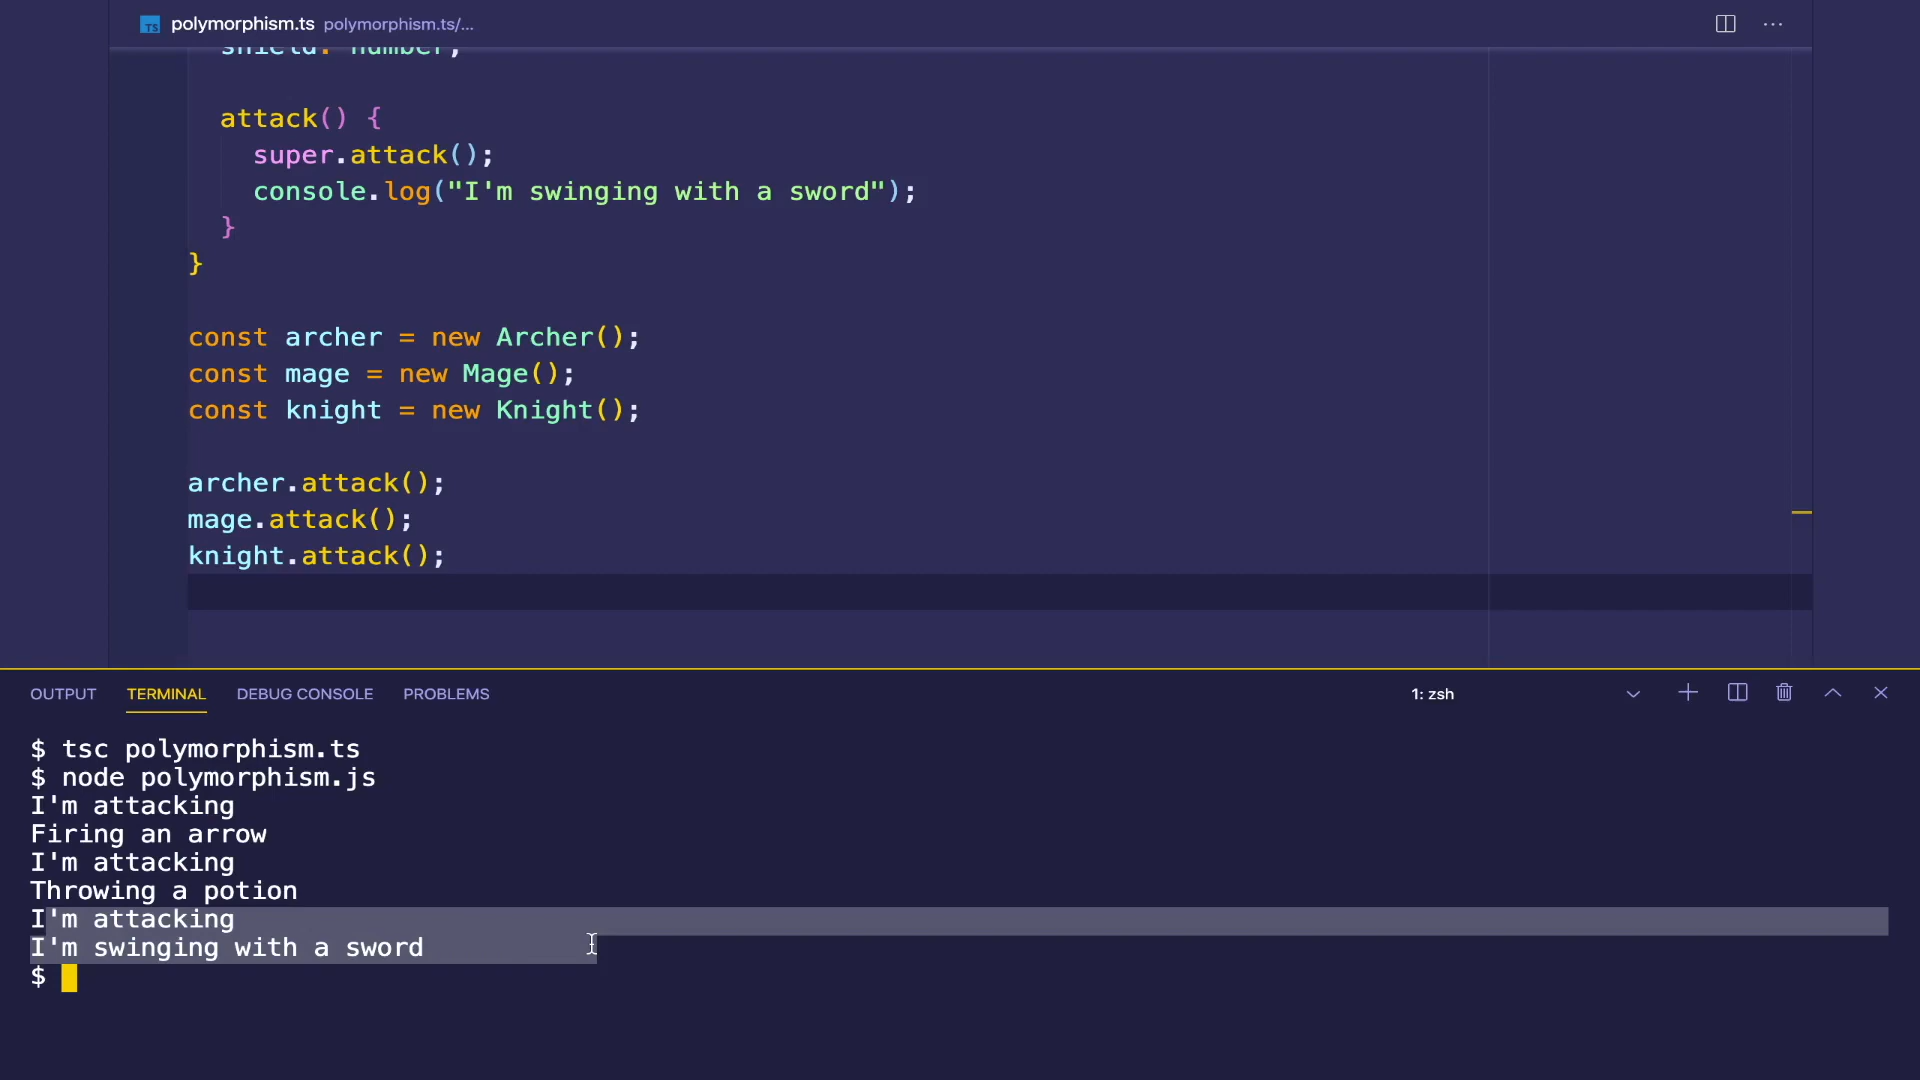 TS polymorphism.ts polymorphism.ts/...
shield: number;
attack() {
super.attack();
console.log("I'm swinging with a sword");
}
}
const archer = new Archer();
const mage = new Mage();
const knight = new Knight();
archer.attack();
mage.attack();
knight.attack();
OUTPUT TERMINAL DEBUG CONSOLE PROBLEMS 1: zsh
$ tsc polymorphism.ts
$ node polymorphism.js
I'm attacking
Firing an arrow
I'm attacking
Throwing a potion
I'm attacking
I'm swinging with a sword
$